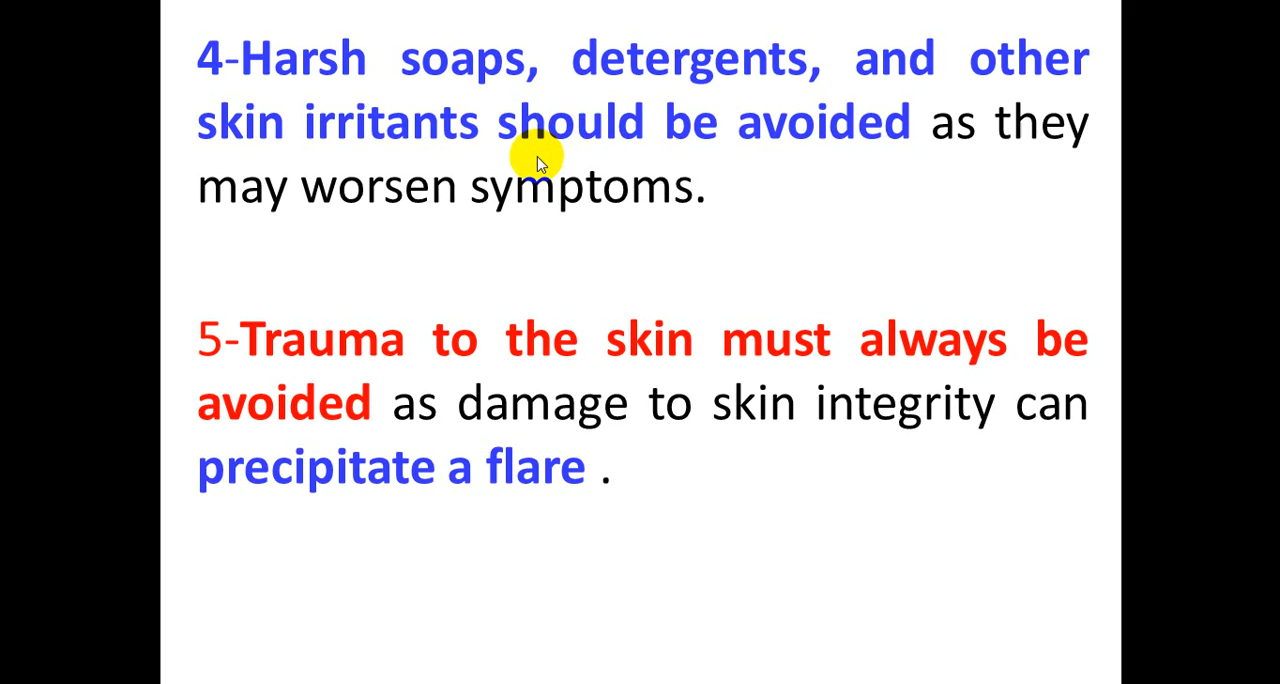 4-Harsh soaps, detergents, and other
skin irritants should be avoided as they
may worsen symptoms.
5-Trauma to the skin must always be
avoided as damage to skin integrity can
precipitate a flare .